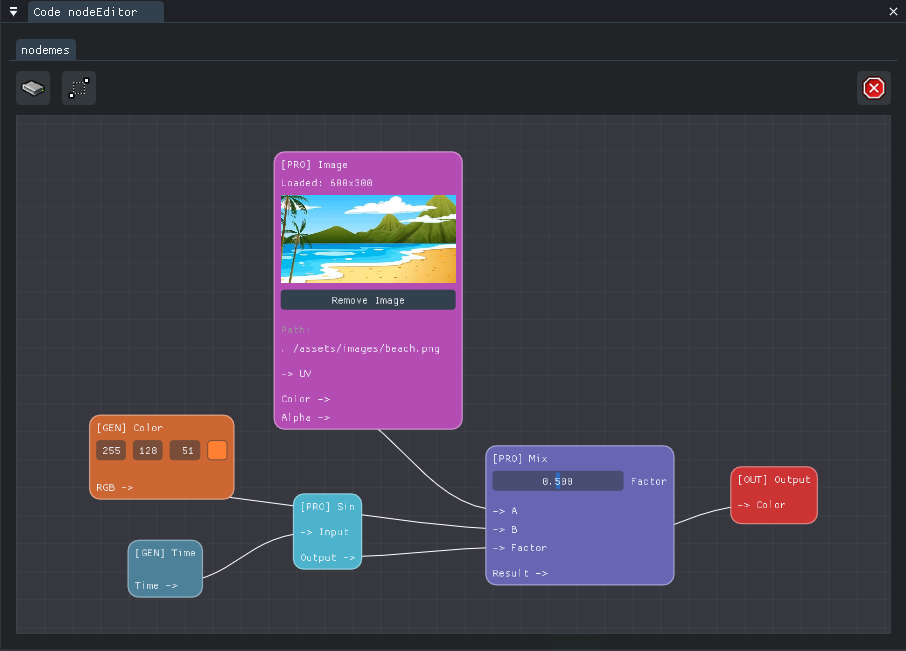 Code nodeEditor
nodemes
[PRO] Image
Loaded: 600x300
Remove Image
Path:
./assets/images/beach.png
-> UV
Color ->
Alpha ->
[GEN] Color
255 128 51
RGB ->
[PRO] Sin
-> Input
Output ->
[GEN] Time
Time ->
[PRO] Mix
0.500 Factor
-> A
-> B
-> Factor
Result ->
[OUT] Output
-> Color